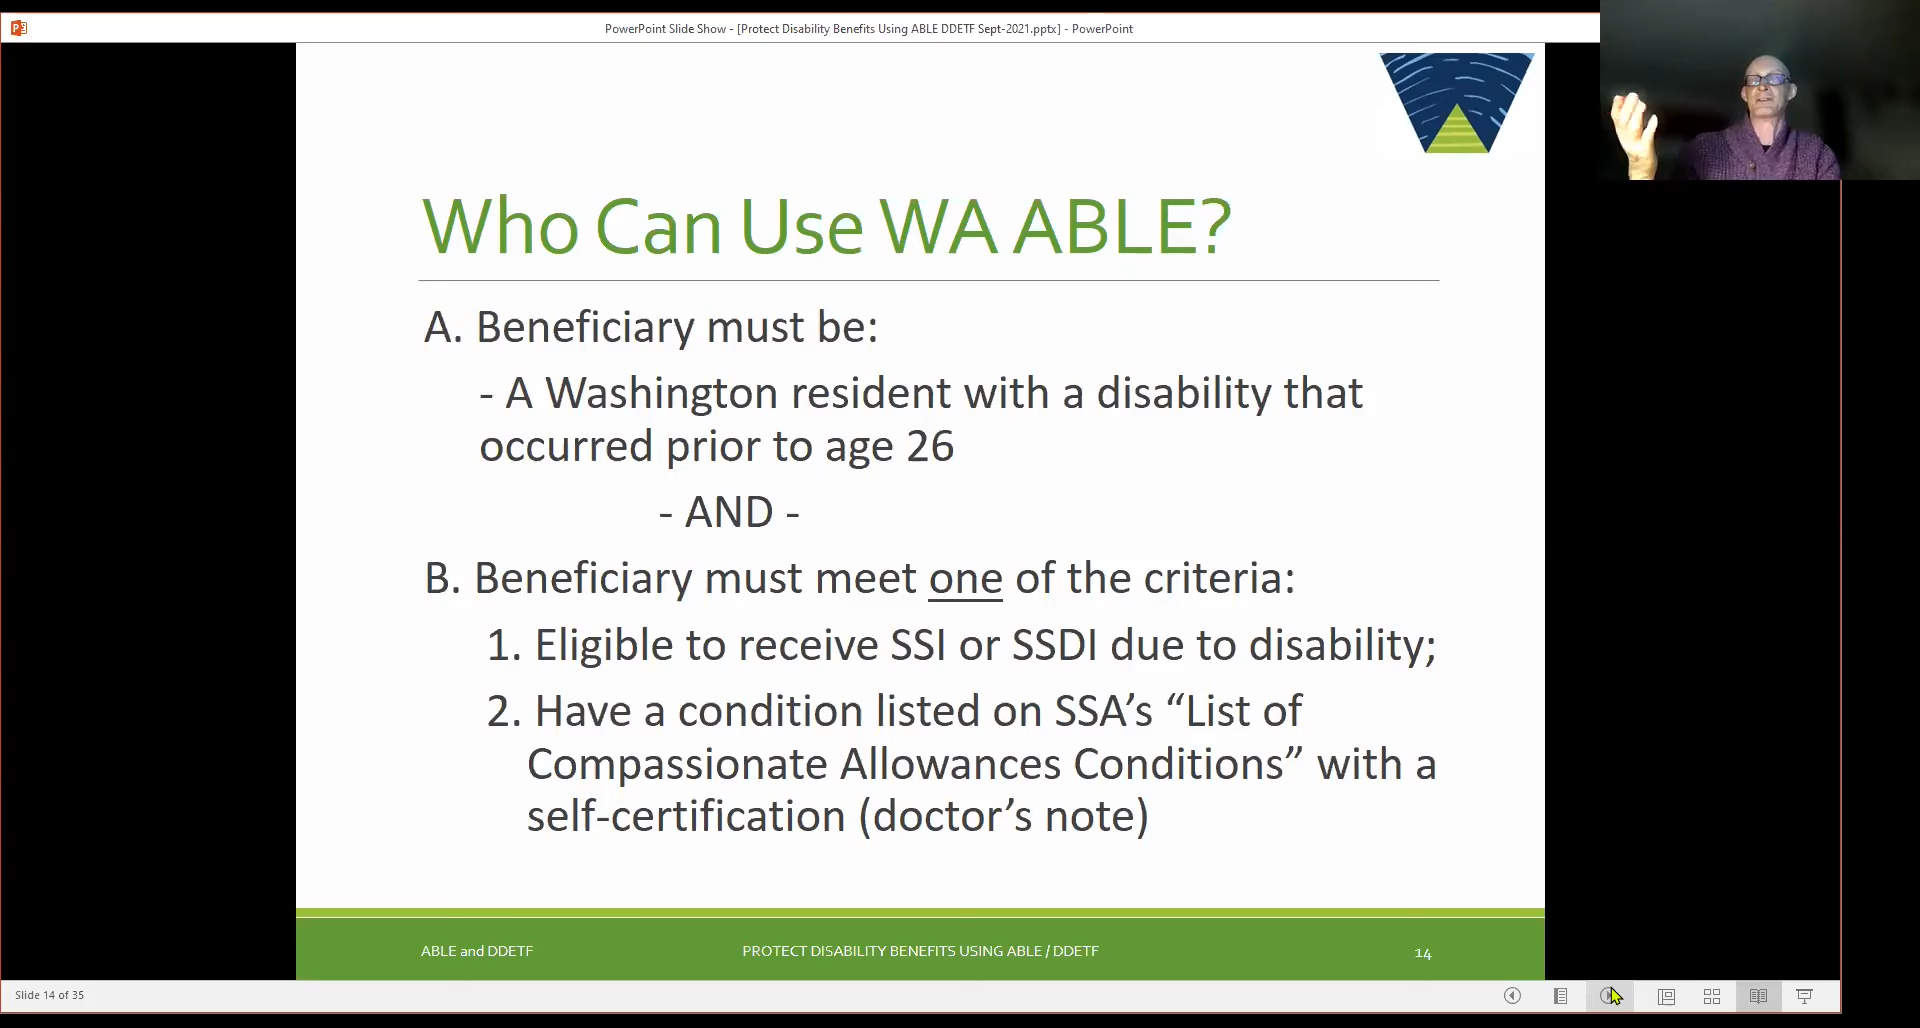 PowerPoint Slide Show - [Protect Disability Benefits Using ABLE DDETF Sept-2021.pptx] - PowerPoint
Who Can Use WA ABLE?
A. Beneficiary must be:
- A Washington resident with a disability that
occurred prior to age 26
- AND -
B. Beneficiary must meet one of the criteria:
1. Eligible to receive SSI or SSDI due to disability;
2. Have a condition listed on SSA’s “List of
Compassionate Allowances Conditions” with a
self-certification (doctor’s note)
ABLE and DDETF
PROTECT DISABILITY BENEFITS USING ABLE / DDETF
14
Slide 14 of 35